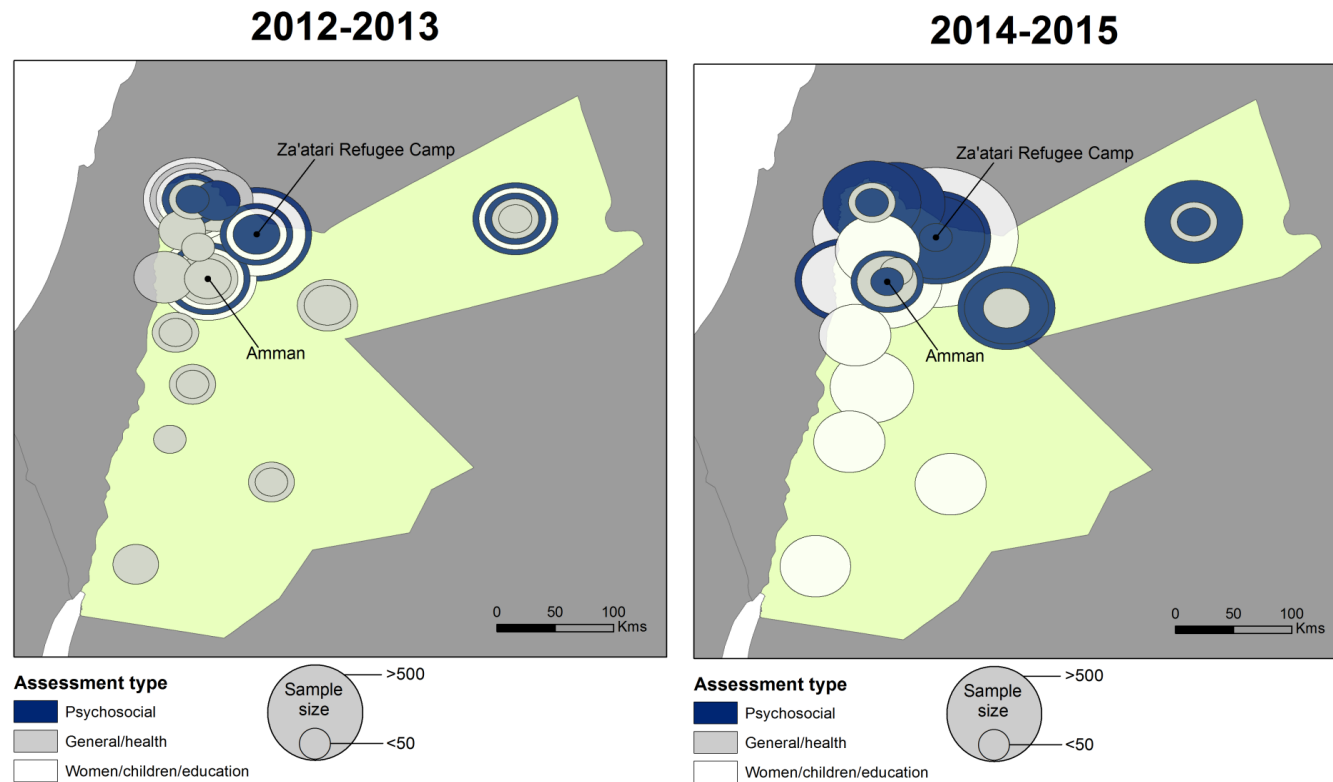 2012-2013
Za'atari Refugee Camp
Amman
0 50 100
Kms
Assessment type
Psychosocial
General/health
Women/children/education
Sample
size
>500
<50
2014-2015
Za'atari Refugee Camp
Amman
0 50 100
Kms
Assessment type
Psychosocial
General/health
Women/children/education
Sample
size
>500
<50